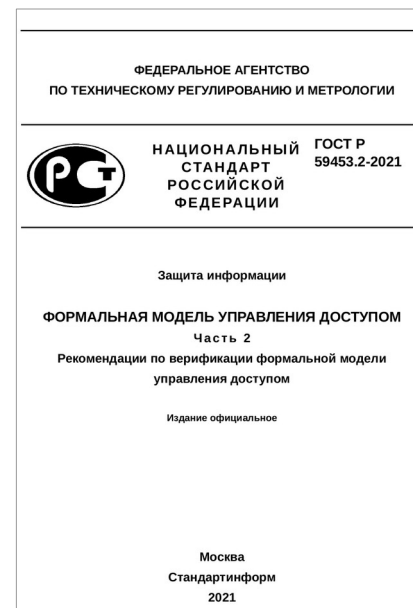 ФЕДЕРАЛЬНОЕ АГЕНТСТВО
ПО ТЕХНИЧЕСКОМУ РЕГУЛИРОВАНИЮ И МЕТРОЛОГИИ
НАЦИОНАЛЬНЫЙ
СТАНДАРТ
РОССИЙСКОЙ
ФЕДЕРАЦИИ
ГОСТ Р
59453.2-2021
Защита информации
ФОРМАЛЬНАЯ МОДЕЛЬ УПРАВЛЕНИЯ ДОСТУПОМ
Часть 2
Рекомендации по верификации формальной модели
управления доступом
Издание официальное
Москва
Стандартинформ
2021